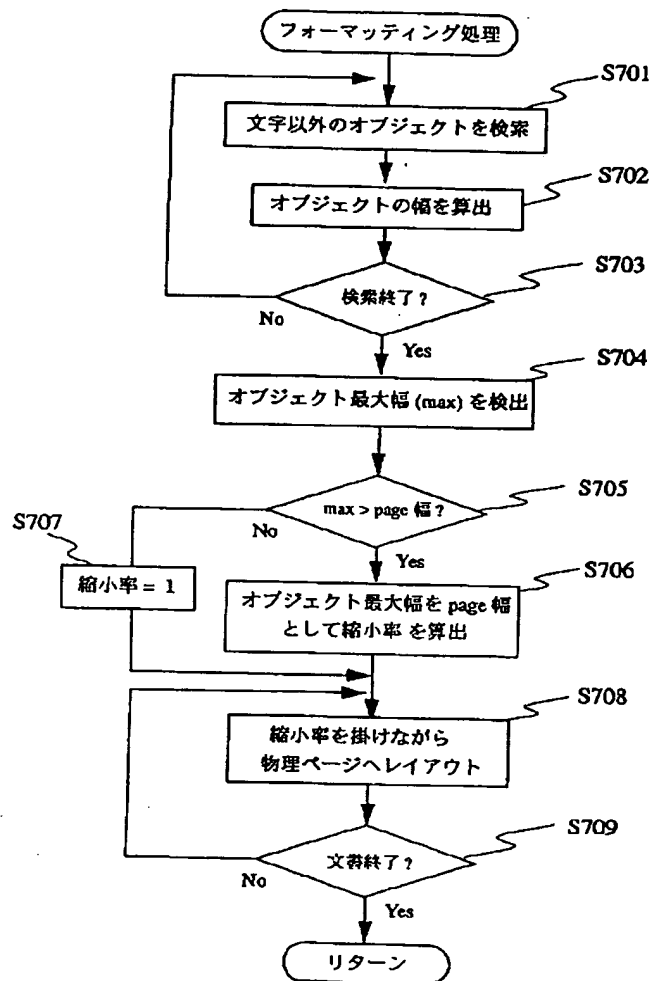 フォーマッティング処理
S701
文字以外のオブジェクトを検索
S702
オブジェクトの幅を算出
S703
検索終了?
No
Yes
S704
オブジェクト最大幅 (max) を検出
S705
max > page 幅?
No
Yes
S707
縮小率 = 1
S706
オブジェクト最大幅を page 幅
として縮小率 を算出
S708
縮小率を掛けながら
物理ページへレイアウト
S709
文書終了?
No
Yes
リターン